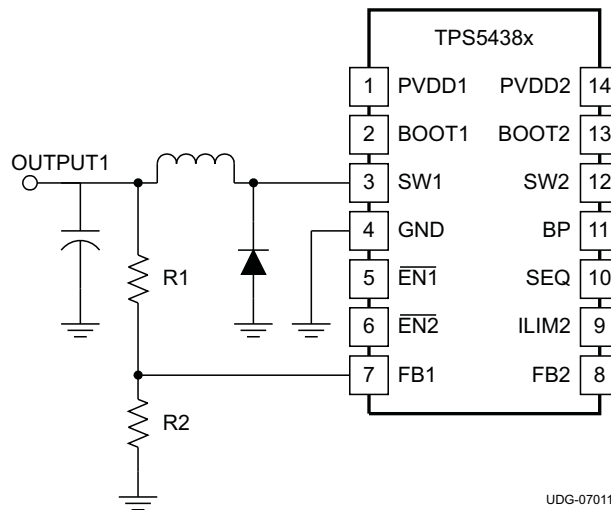 TPS5438x
1 PVDD1 PVDD2 14
2 BOOT1 BOOT2 13
OUTPUT1
3 SW1 SW2 12
4 GND BP 11
R1
5 EN1 SEQ 10
6 EN2 ILIM2 9
7 FB1 FB2 8
R2
UDG-07011